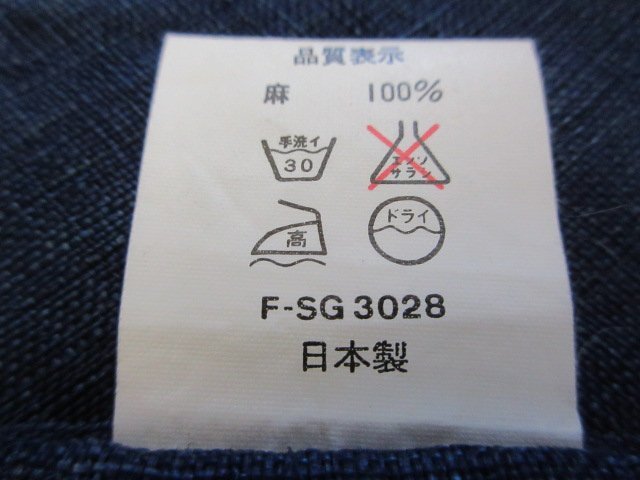 品質表示
麻 100%
手洗イ
30
エンソ
サラシ
高
ドライ
F-SG 3028
日本製